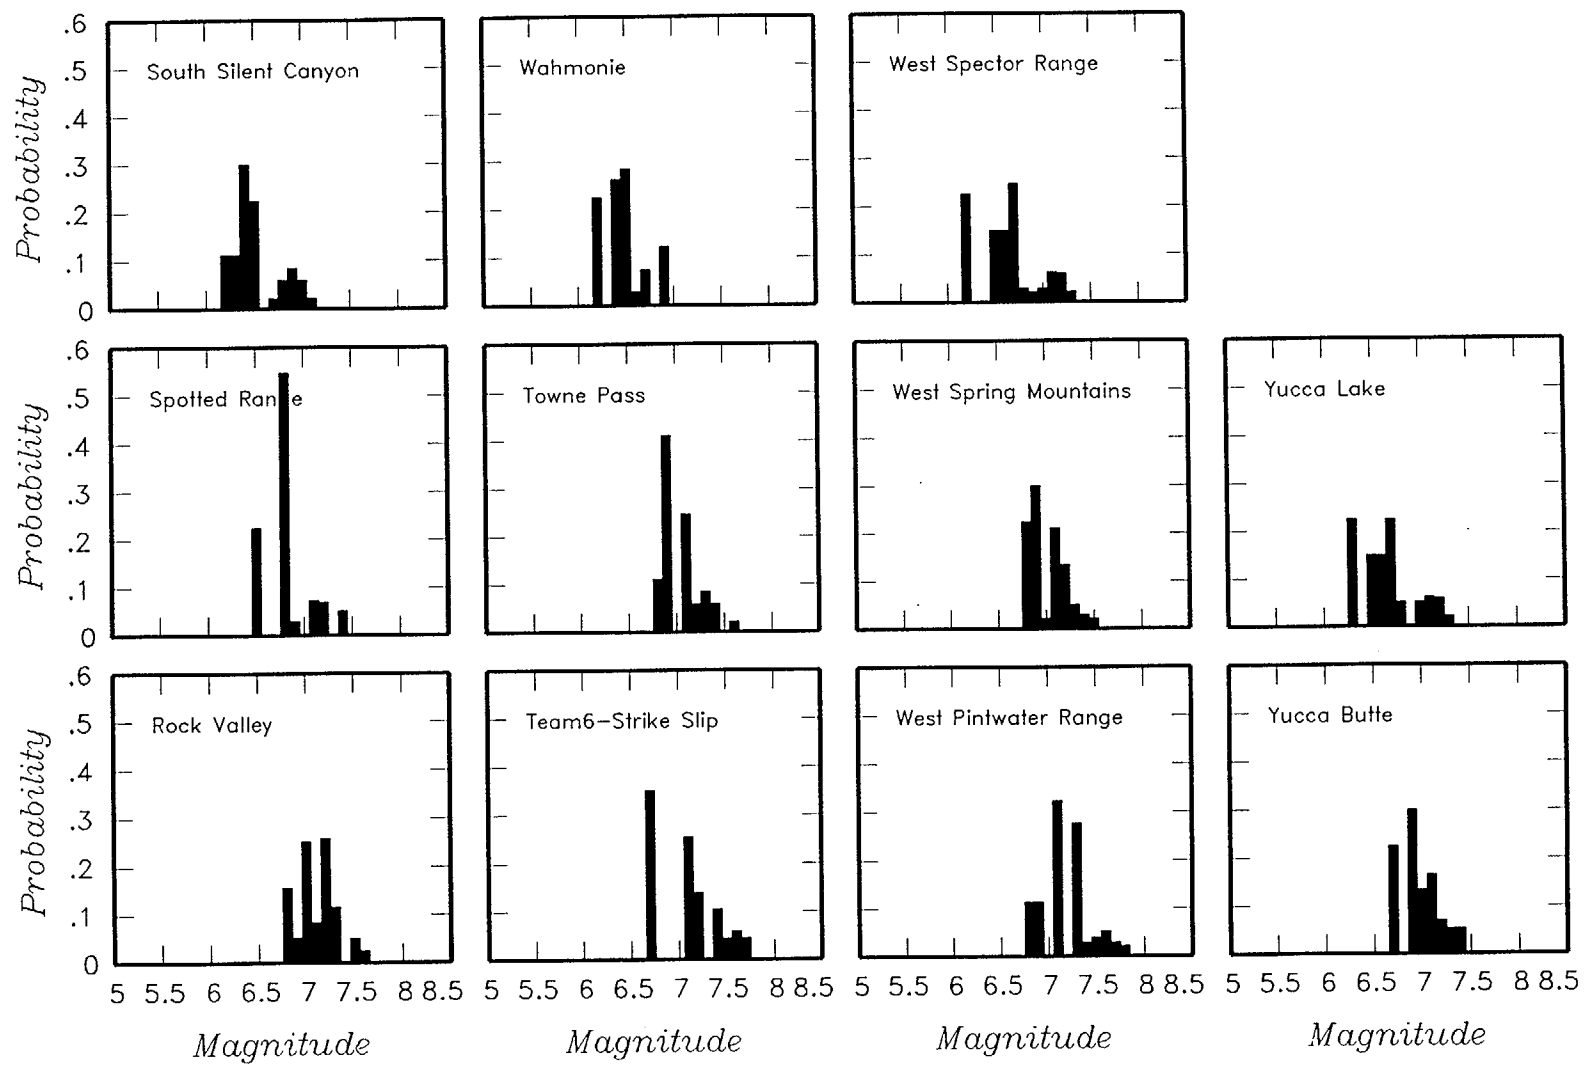 .6
.5
.4
.3
.2
.1
0
Probability
South Silent Canyon
Wahmonie
West Spector Range
.6
.5
.4
.3
.2
.1
0
Probability
Spotted Ran e
Towne Pass
West Spring Mountains
Yucca Lake
.6
.5
.4
.3
.2
.1
0
Probability
Rock Valley
Team6-Strike Slip
West Pintwater Range
Yucca Butte
5 5.5 6 6.5 7 7.5 8 8.5
5 5.5 6 6.5 7 7.5 8 8.5
5 5.5 6 6.5 7 7.5 8 8.5
5 5.5 6 6.5 7 7.5 8 8.5
Magnitude
Magnitude
Magnitude
Magnitude